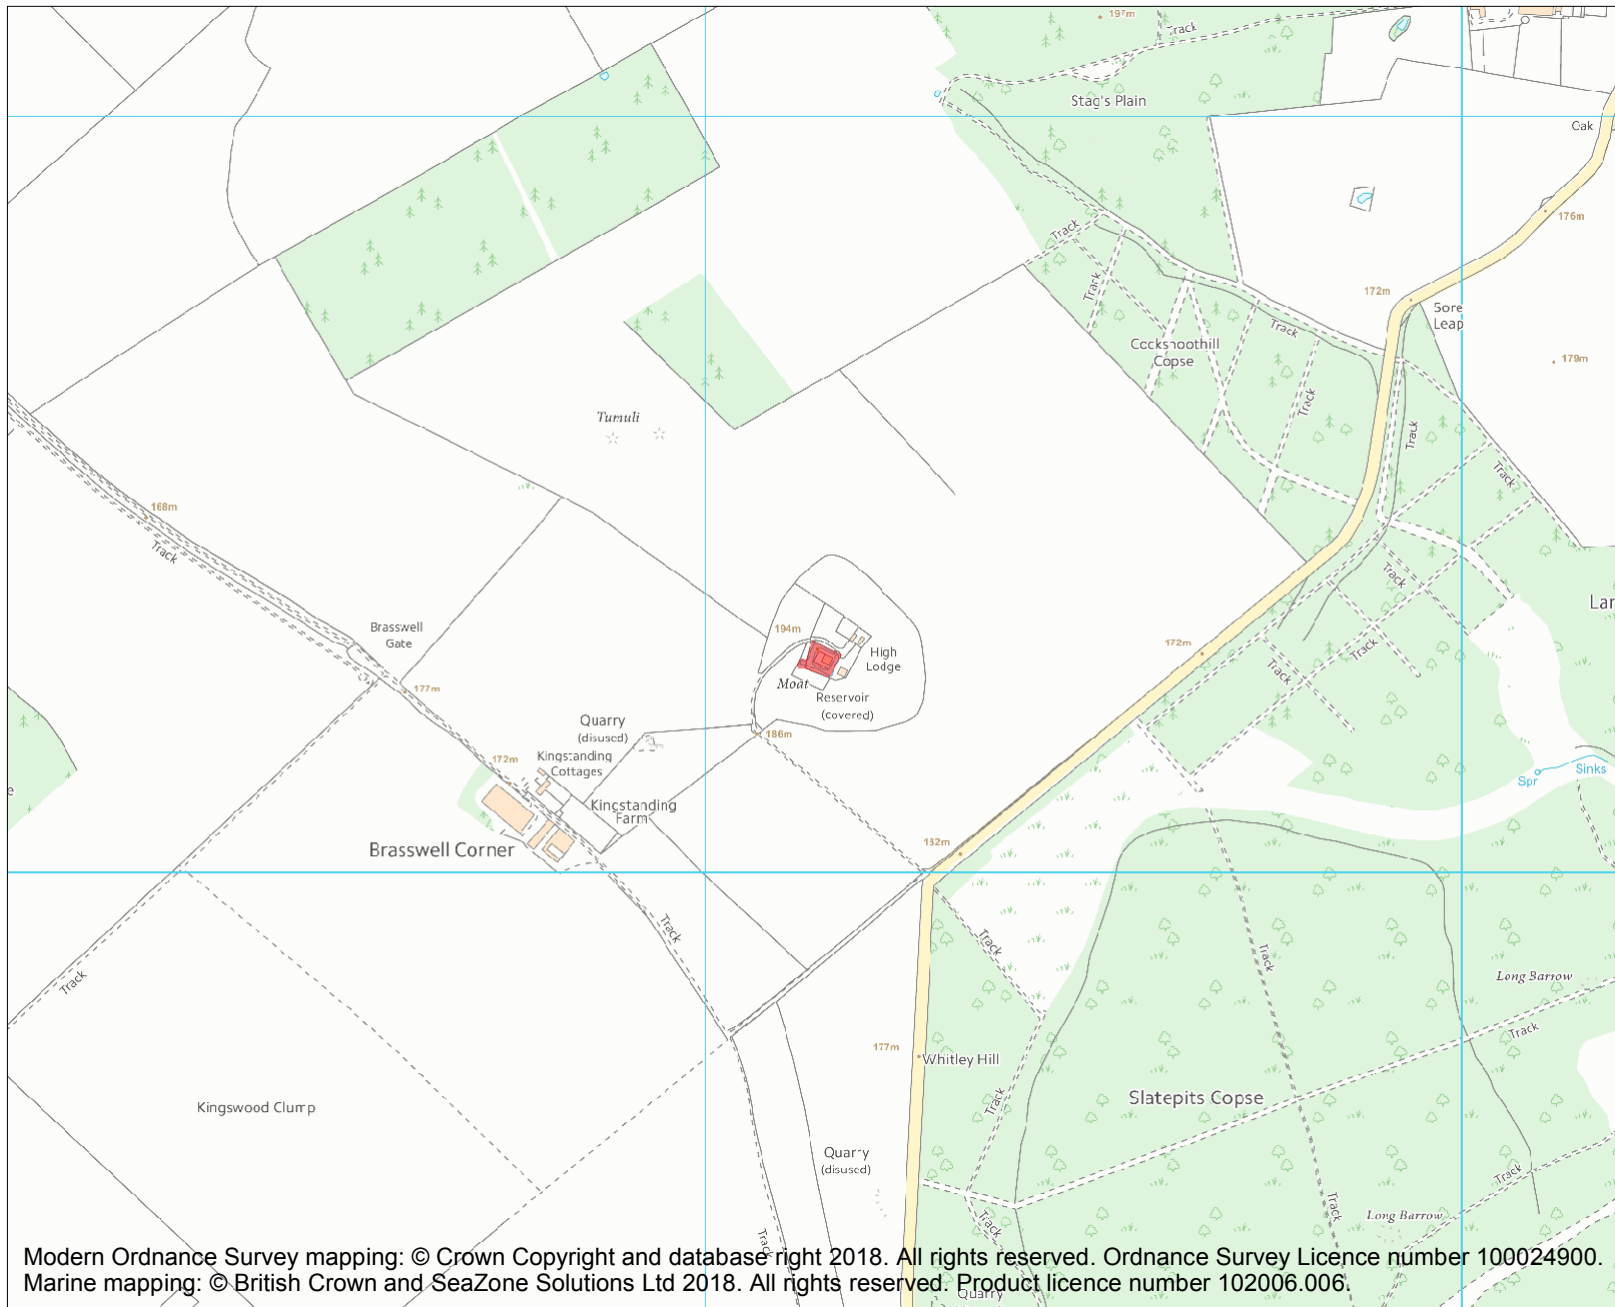 197m
Track
Stag's Plain
Oak
176m
Track
Track
172m
Sore
Leap
Track
Cockshoothill
Copse
179m
Track
Tumuli
Track
Track
168m
Track
Track
Brasswell
Gate
194m
High
Lodge
172m
Track
Track
Moat
177m
Reservoir
(covered)
Quarry
(disused)
186m
Kingstanding
Cottages
172m
Spr
Sinks
Kingstanding
Farm
Brasswell Corner
182m
Track
Track
Track
Track
Long Barrow
Track
177m
Whitley Hill
Slatepits Copse
Track
Kingswood Clump
Quarry
(disused)
Track
Track
Long Barrow
Track
Track
Modern Ordnance Survey mapping: © Crown Copyright and database right 2018. All rights reserved. Ordnance Survey Licence number 100024900.
Marine mapping: © British Crown and SeaZone Solutions Ltd 2018. All rights reserved. Product licence number 102006.006.
Quarry